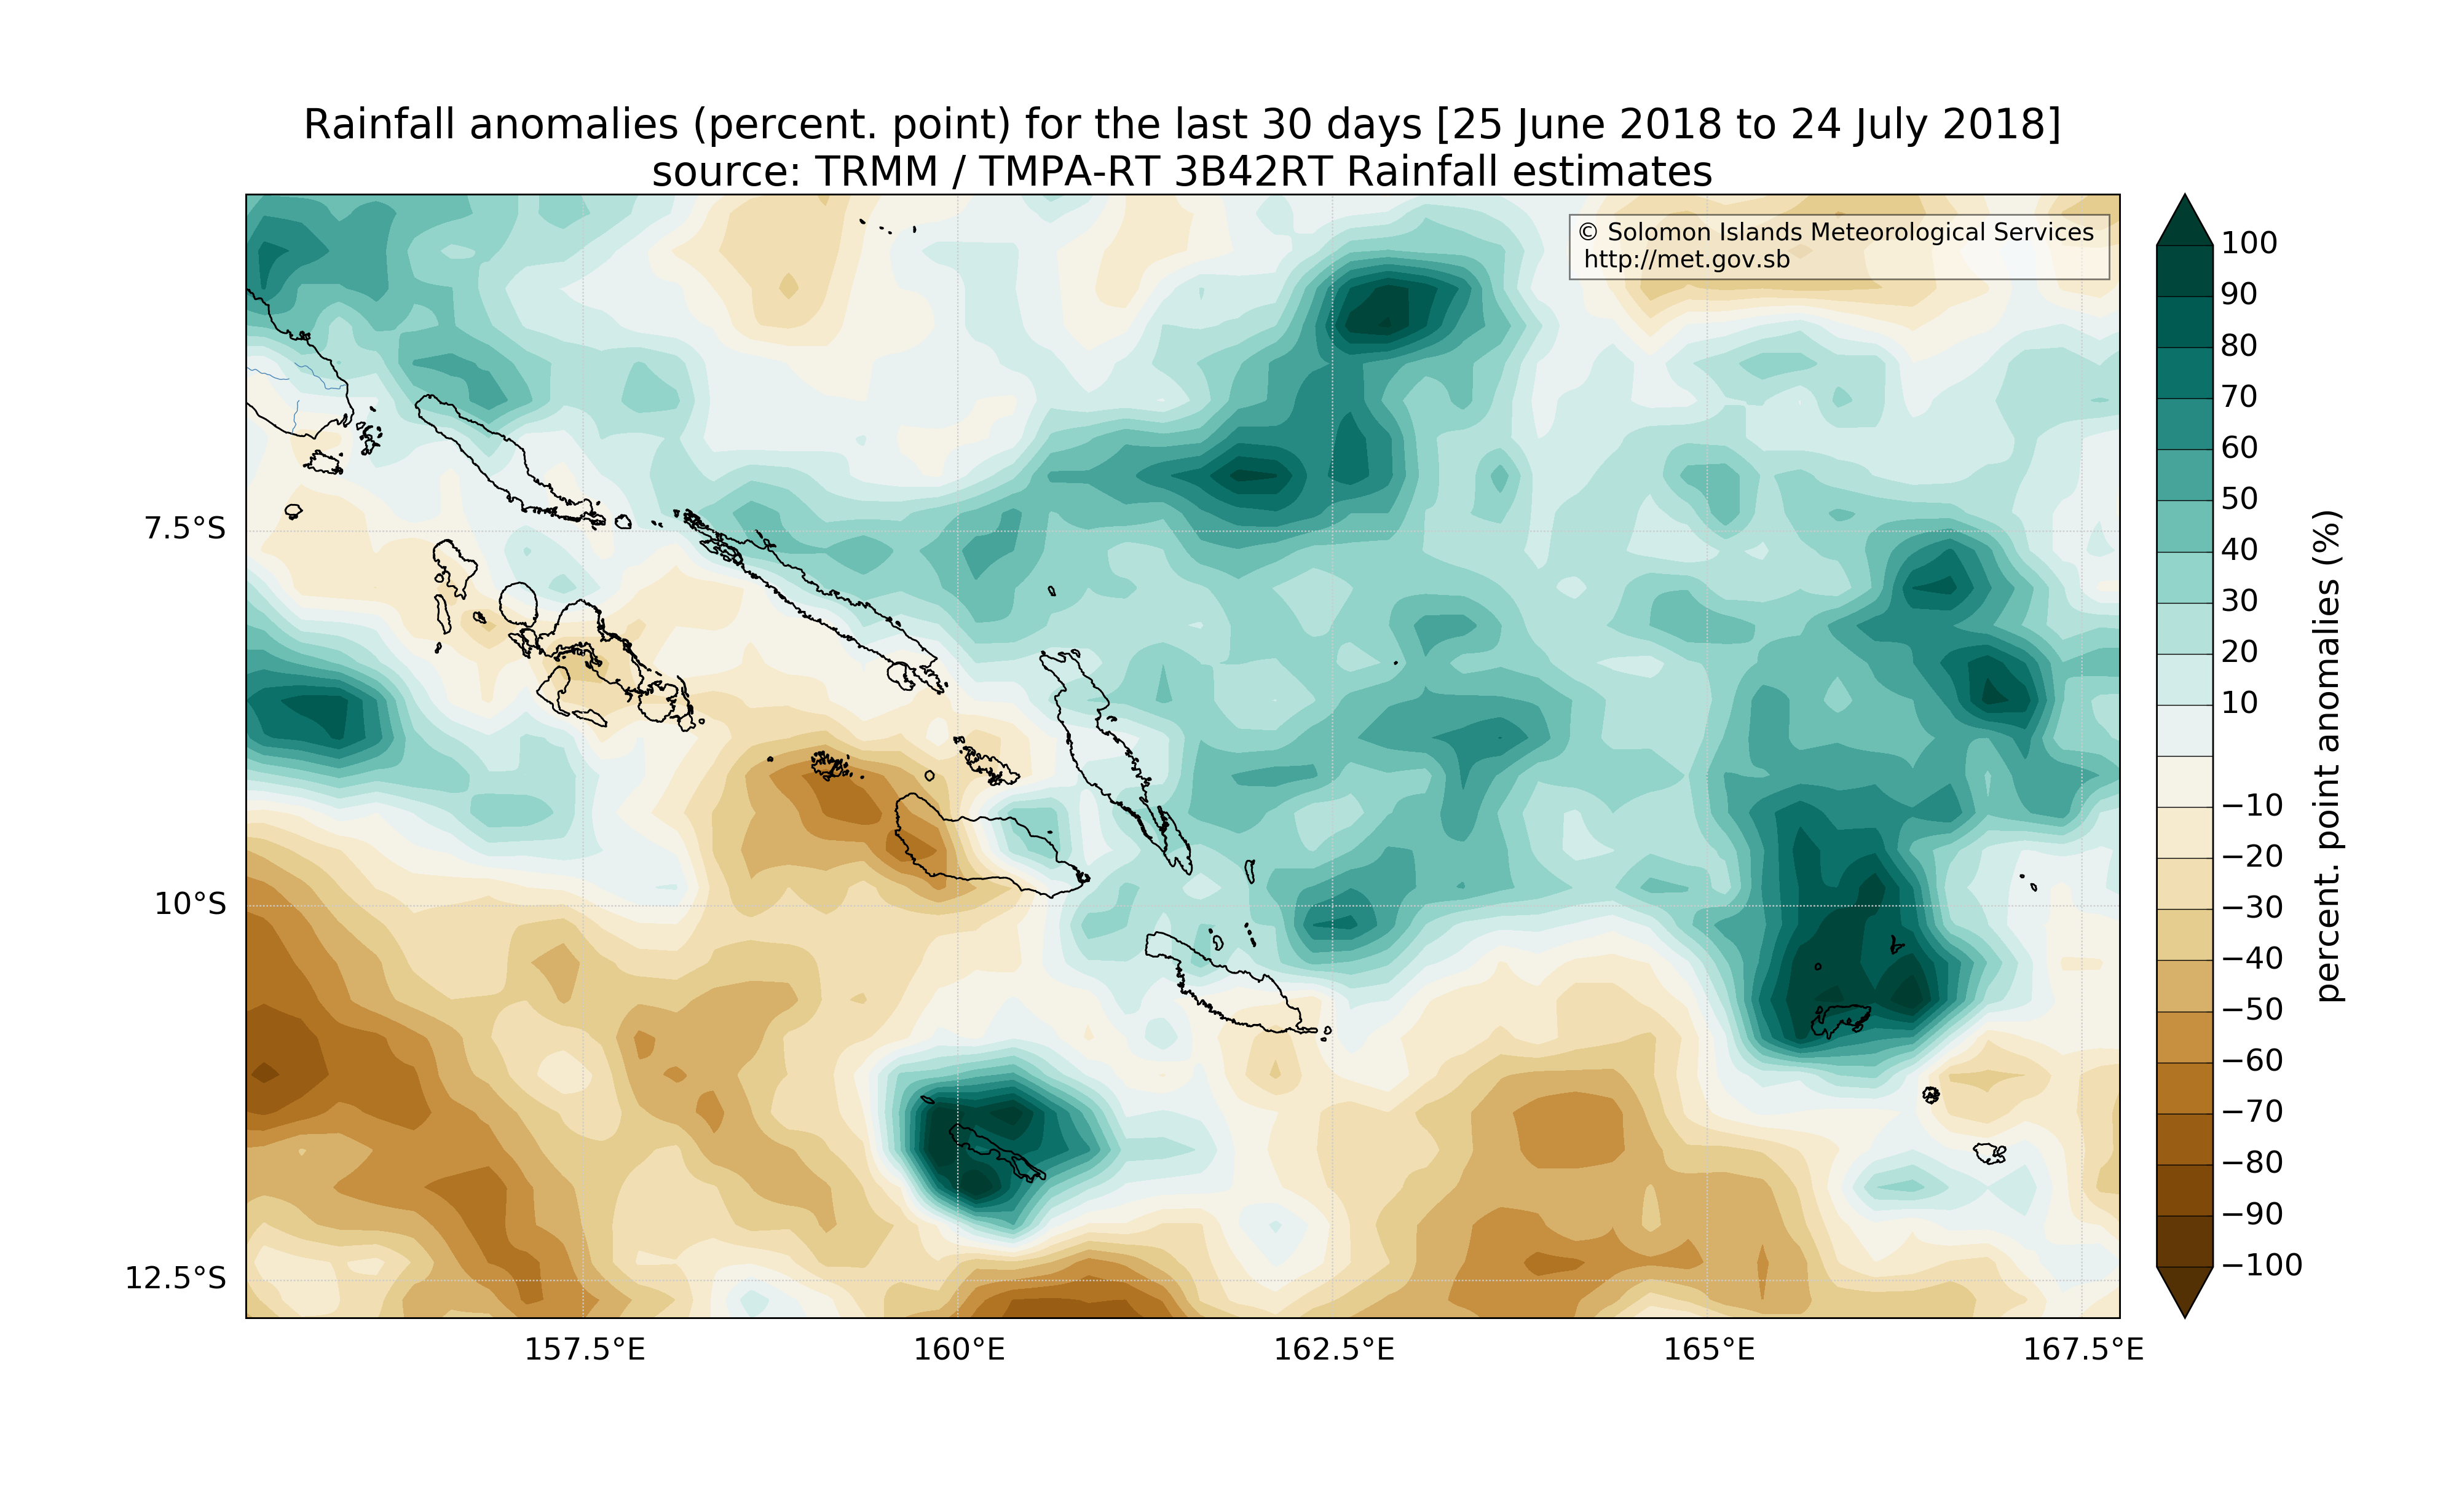 Rainfall anomalies (percent. point) for the last 30 days [25 June 2018 to 24 July 2018]
source: TRMM / TMPA-RT 3B42RT Rainfall estimates
© Solomon Islands Meteorological Services
http://met.gov.sb
7.5°S
10°S
12.5°S
157.5°E
160°E
162.5°E
165°E
167.5°E
100
90
80
70
60
50
40
30
20
10
−10
−20
−30
−40
−50
−60
−70
−80
−90
−100
percent. point anomalies (%)